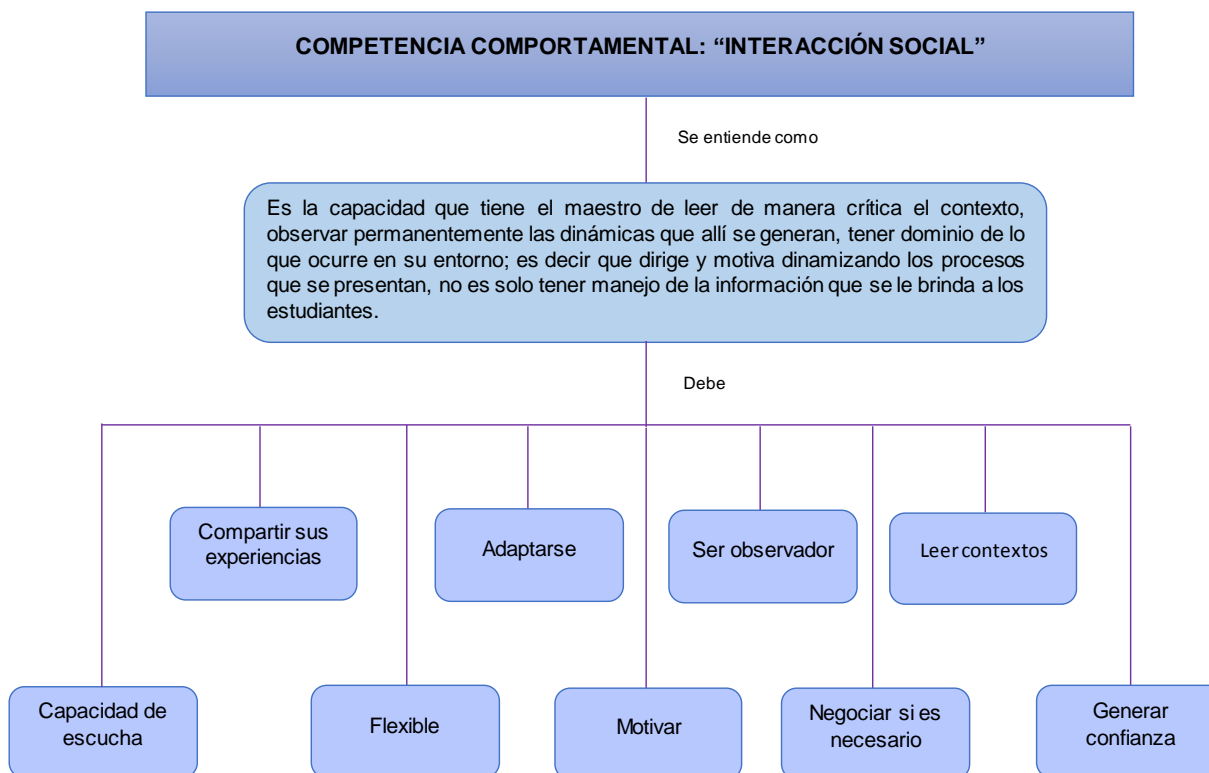 COMPETENCIA COMPORTAMENTAL: “INTERACCIÓN SOCIAL”
Se entiende como
Es la capacidad que tiene el maestro de leer de manera crítica el contexto,
observar permanentemente las dinámicas que allí se generan, tener dominio de lo
que ocurre en su entorno; es decir que dirige y motiva dinamizando los procesos
que se presentan, no es solo tener manejo de la información que se le brinda a los
estudiantes.
Debe
Compartir sus
experiencias
Adaptarse
Ser observador
Leer contextos
Capacidad de
escucha
Flexible
Motivar
Negociar si es
necesario
Generar
confianza